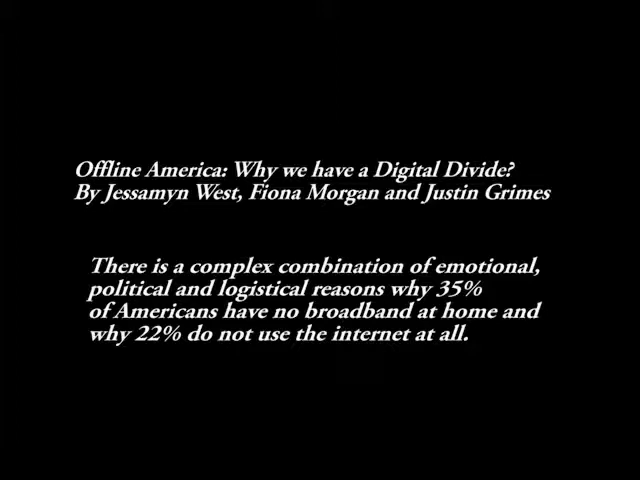 Offline America: Why we have a Digital Divide?
By Jessamyn West, Fiona Morgan and Justin Grimes
There is a complex combination of emotional,
political and logistical reasons why 35%
of Americans have no broadband at home and
why 22% do not use the internet at all.